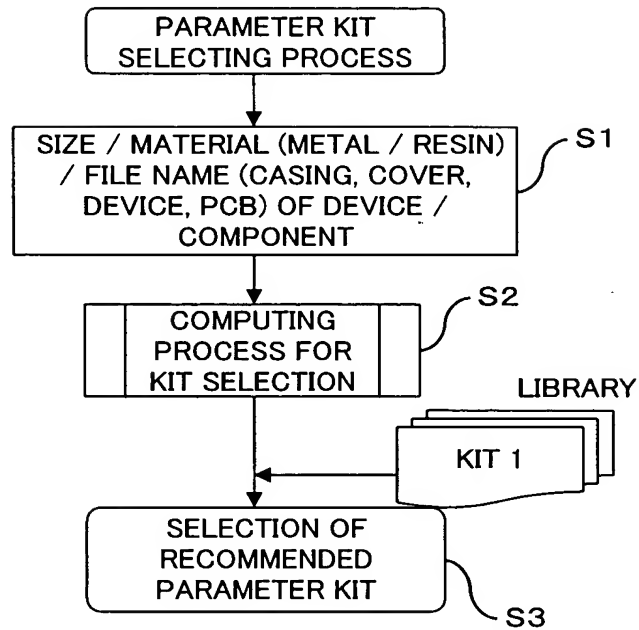 PARAMETER KIT
SELECTING PROCESS
SIZE / MATERIAL (METAL / RESIN)
/ FILE NAME (CASING, COVER,
DEVICE, PCB) OF DEVICE /
COMPONENT
S1
COMPUTING
PROCESS FOR
KIT SELECTION
S2
LIBRARY
KIT 1
SELECTION OF
RECOMMENDED
PARAMETER KIT
S3